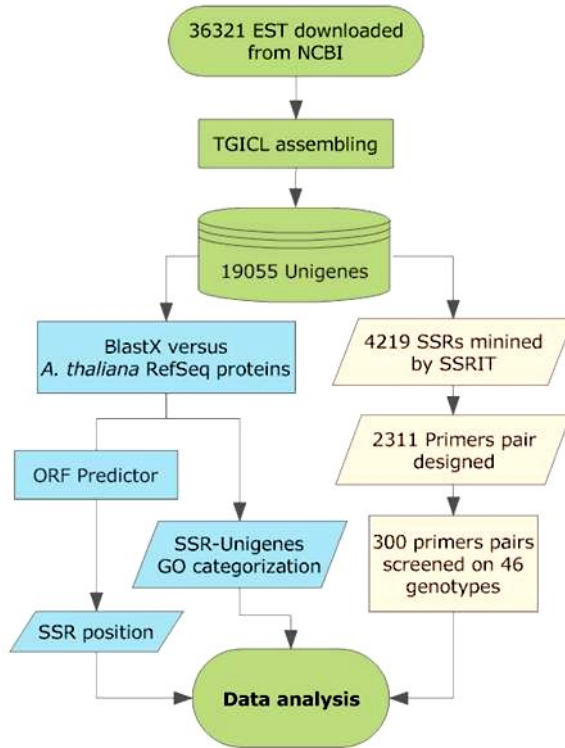 36321 EST downloaded
from NCBI
TGICL assembling
19055 Unigenes
BlastX versus
A. thaliana RefSeq proteins
4219 SSRs minined
by SSRIT
2311 Primers pair
designed
ORF Predictor
SSR-Unigenes
GO categorization
300 primers pairs
screened on 46
genotypes
SSR position
Data analysis